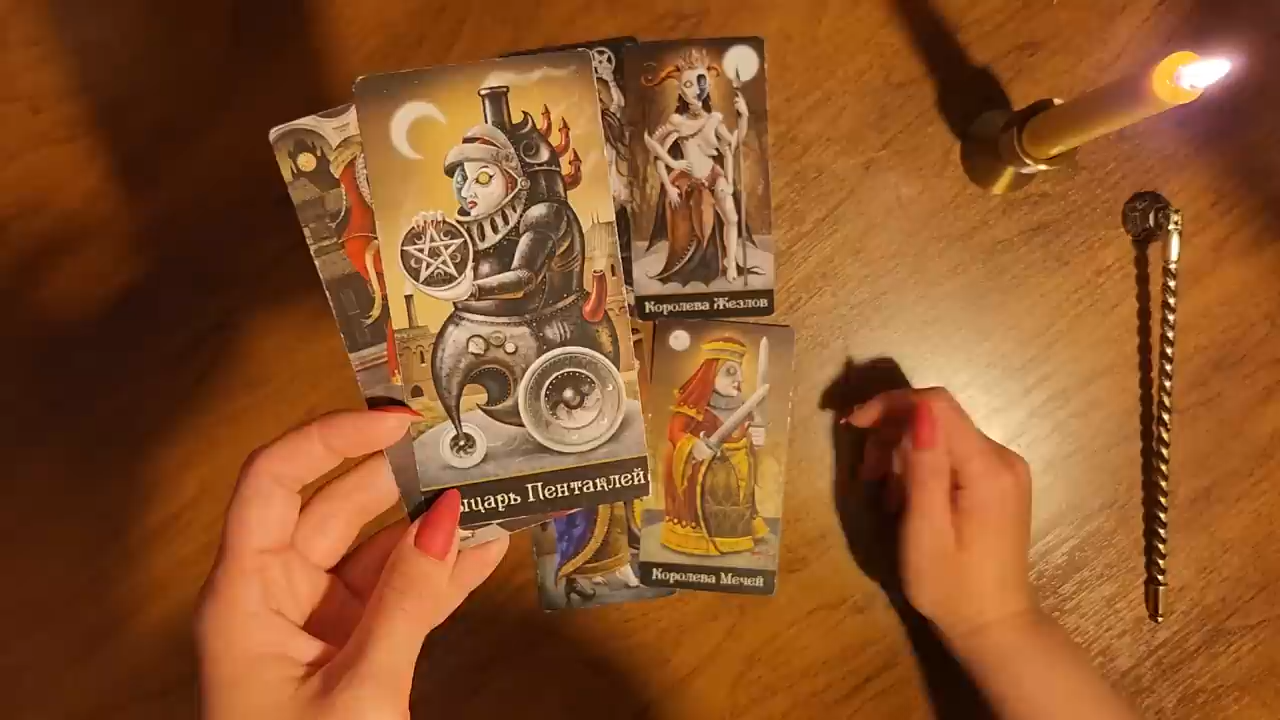 Королева Жезлов
ыцарь Пентаклей
Королева Мечей